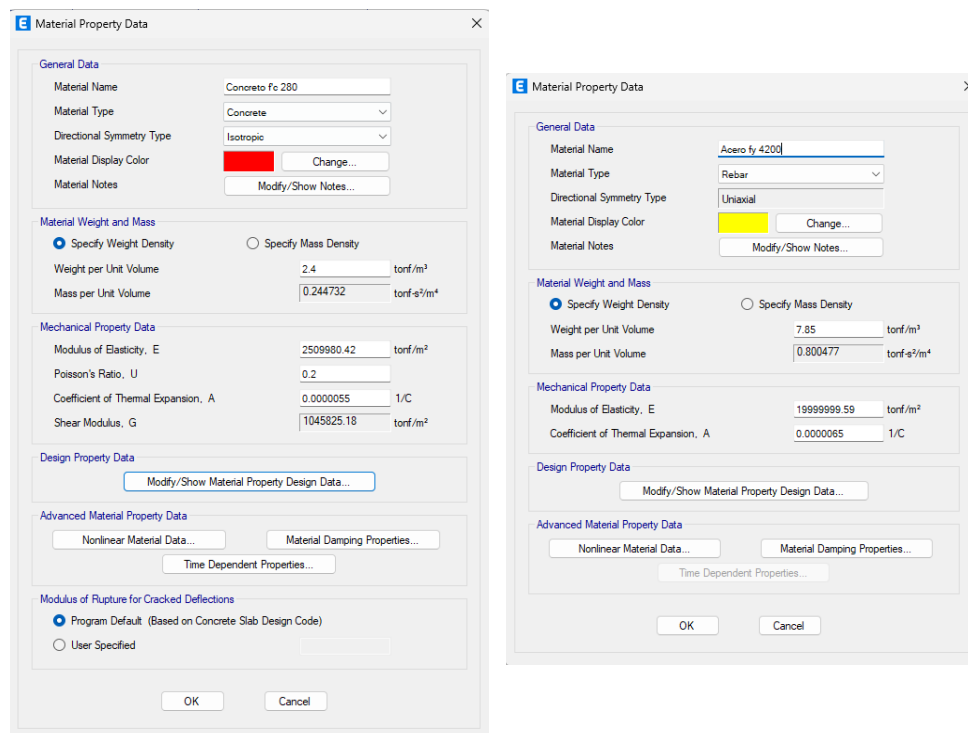 E Material Property Data
General Data
Material Name Concreto f'c 280
Material Type Concrete
Directional Symmetry Type Isotropic
Material Display Color Change...
Material Notes Modify/Show Notes...
Material Weight and Mass
Specify Weight Density Specify Mass Density
Weight per Unit Volume 2.4 tonf/m³
Mass per Unit Volume 0.244732 tonf-s²/m⁴
Mechanical Property Data
Modulus of Elasticity, E 2509980.42 tonf/m²
Poisson's Ratio, U 0.2
Coefficient of Thermal Expansion, A 0.0000055 1/C
Shear Modulus, G 1045825.18 tonf/m²
Design Property Data
Modify/Show Material Property Design Data...
Advanced Material Property Data
Nonlinear Material Data... Material Damping Properties...
Time Dependent Properties...
Modulus of Rupture for Cracked Deflections
Program Default (Based on Concrete Slab Design Code)
User Specified
OK Cancel
E Material Property Data
General Data
Material Name Acero fy 4200
Material Type Rebar
Directional Symmetry Type Uniaxial
Material Display Color Change...
Material Notes Modify/Show Notes...
Material Weight and Mass
Specify Weight Density Specify Mass Density
Weight per Unit Volume 7.85 tonf/m³
Mass per Unit Volume 0.800477 tonf-s²/m⁴
Mechanical Property Data
Modulus of Elasticity, E 19999999.59 tonf/m²
Coefficient of Thermal Expansion, A 0.0000065 1/C
Design Property Data
Modify/Show Material Property Design Data...
Advanced Material Property Data
Nonlinear Material Data... Material Damping Properties...
Time Dependent Properties...
OK Cancel